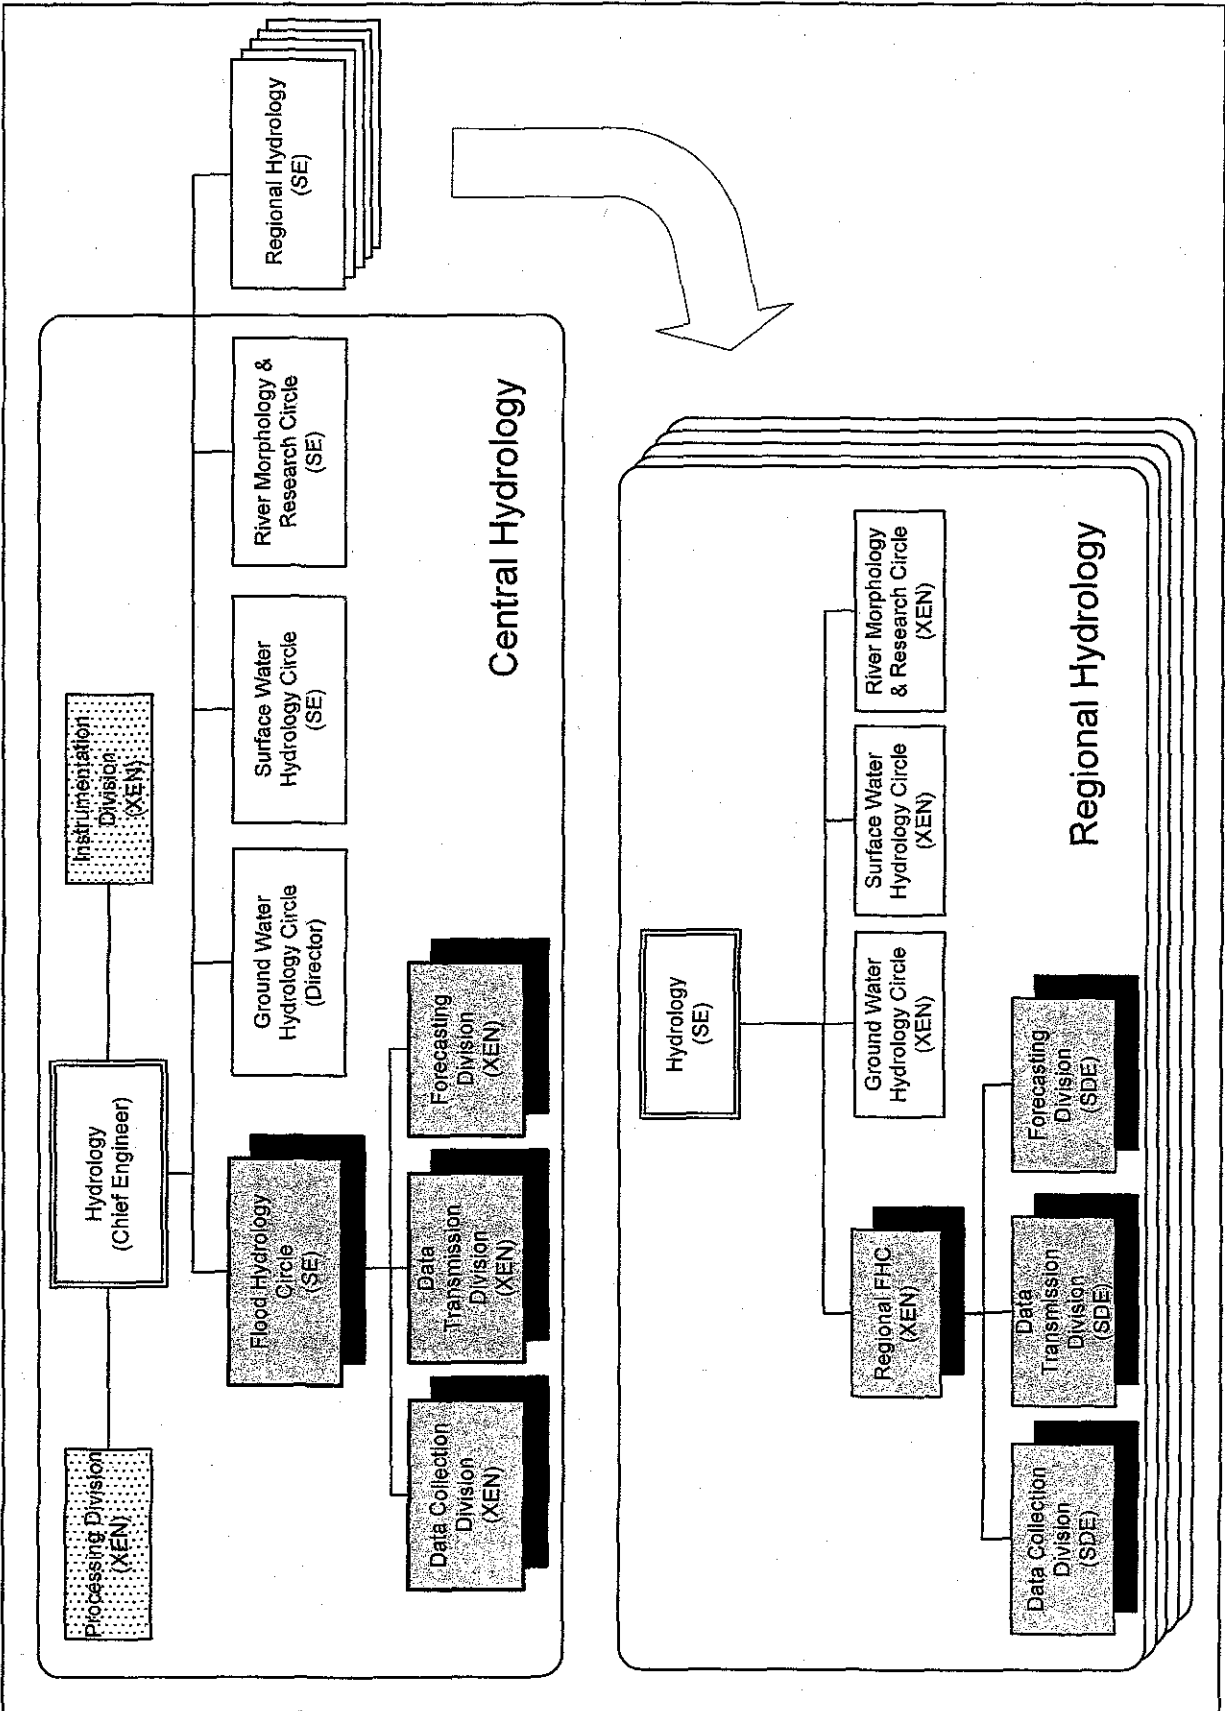 Processing Division
(XEN)
Hydrology
(Chief Engineer)
Instrumentation
Division
(XEN)
Flood Hydrology
Circle
(SE)
Ground Water
Hydrology Circle
(Director)
Surface Water
Hydrology Circle
(SE)
River Morphology &
Research Circle
(SE)
Regional Hydrology
(SE)
Data Collection
Division
(XEN)
Data
Transmission
Division
(XEN)
Forecasting
Division
(XEN)
Central Hydrology
Hydrology
(SE)
Regional FHC
(XEN)
Ground Water
Hydrology Circle
(XEN)
Surface Water
Hydrology Circle
(XEN)
River Morphology
& Research Circle
(XEN)
Data Collection
Division
(SDE)
Data
Transmission
Division
(SDE)
Forecasting
Division
(SDE)
Regional Hydrology